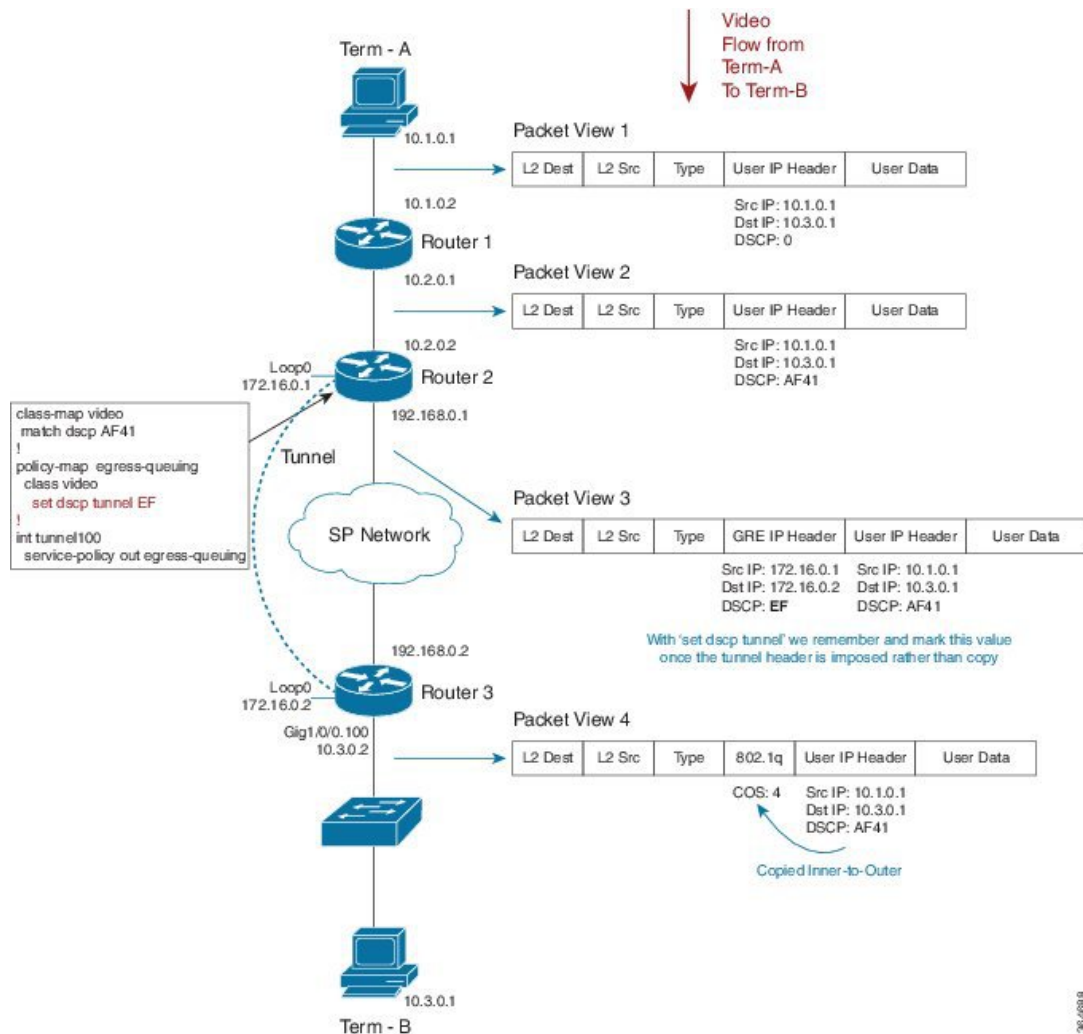 Video
Flow from
Term-A
To Term-B
Term - A
10.1.0.1
Packet View 1
L2 Dest L2 Src Type User IP Header User Data
Src IP: 10.1.0.1
Dst IP: 10.3.0.1
DSCP: 0
10.1.0.2
Router 1
10.2.0.1
Packet View 2
L2 Dest L2 Src Type User IP Header User Data
Src IP: 10.1.0.1
Dst IP: 10.3.0.1
DSCP: AF41
10.2.0.2
Loop0
172.16.0.1
Router 2
192.168.0.1
class-map video
match dscp AF41
!
policy-map egress-queuing
class video
set dscp tunnel EF
!
int tunnel100
service-policy out egress-queuing
Tunnel
SP Network
Packet View 3
L2 Dest L2 Src Type GRE IP Header User IP Header User Data
Src IP: 172.16.0.1 Src IP: 10.1.0.1
Dst IP: 172.16.0.2 Dst IP: 10.3.0.1
DSCP: EF DSCP: AF41
With 'set dscp tunnel' we remember and mark this value
once the tunnel header is imposed rather than copy
192.168.0.2
Loop0
172.16.0.2
Router 3
Gig1/0/0.100
10.3.0.2
Packet View 4
L2 Dest L2 Src Type 802.1q User IP Header User Data
COS: 4 Src IP: 10.1.0.1
Dst IP: 10.3.0.1
DSCP: AF41
Copied Inner-to-Outer
10.3.0.1
Term - B